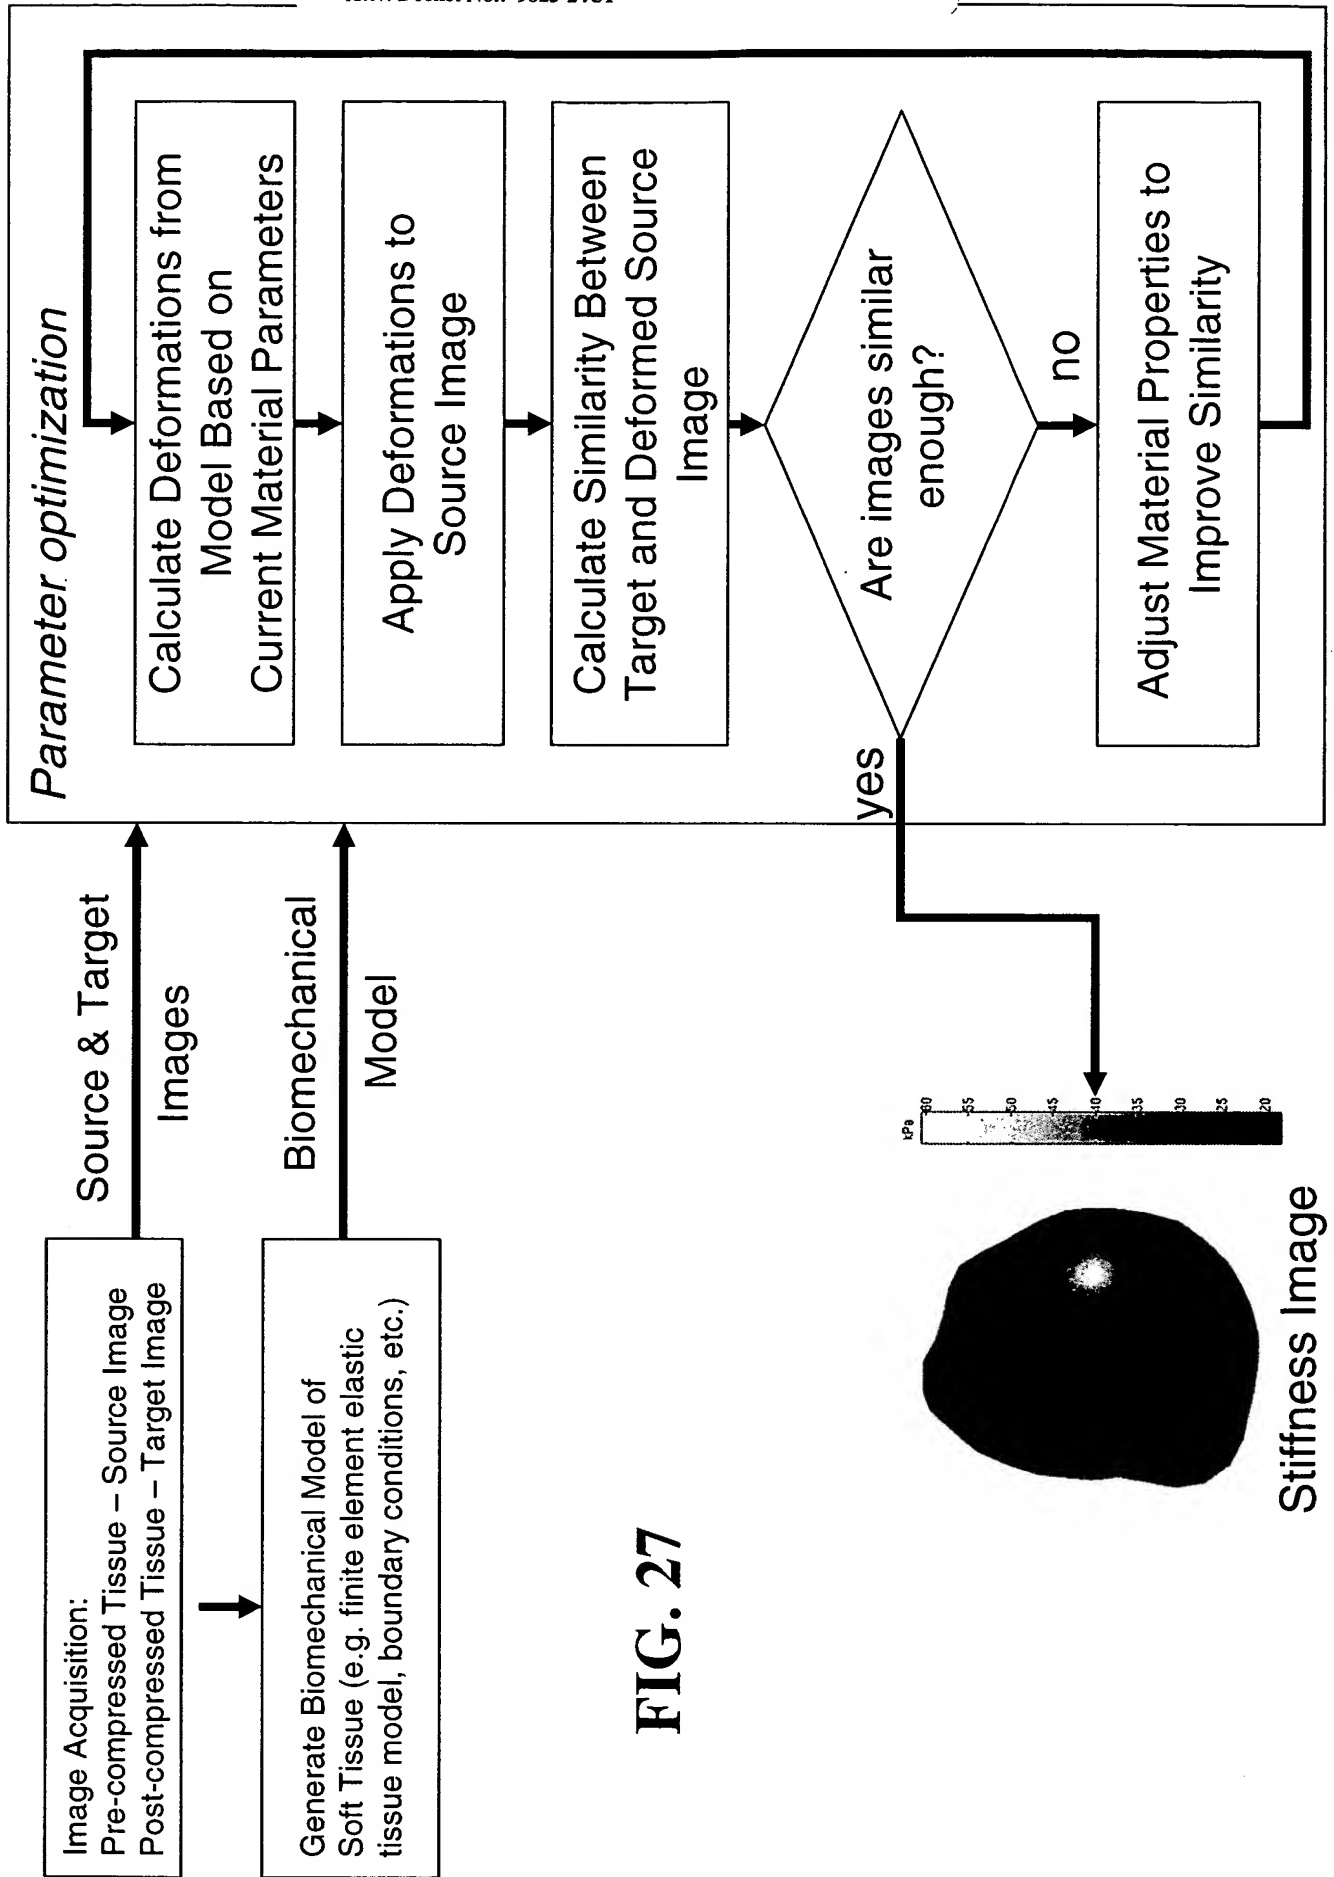 Image Acquisition:
Pre-compressed Tissue – Source Image
Post-compressed Tissue – Target Image
Generate Biomechanical Model of
Soft Tissue (e.g. finite element elastic
tissue model, boundary conditions, etc.)
Source & Target
Images
Biomechanical
Model
Parameter optimization
Calculate Deformations from
Model Based on
Current Material Parameters
Apply Deformations to
Source Image
Calculate Similarity Between
Target and Deformed Source
Image
Are images similar
enough?
yes
no
Adjust Material Properties to
Improve Similarity
kPa
60
55
50
45
40
35
30
25
20
Stiffness Image
FIG. 27